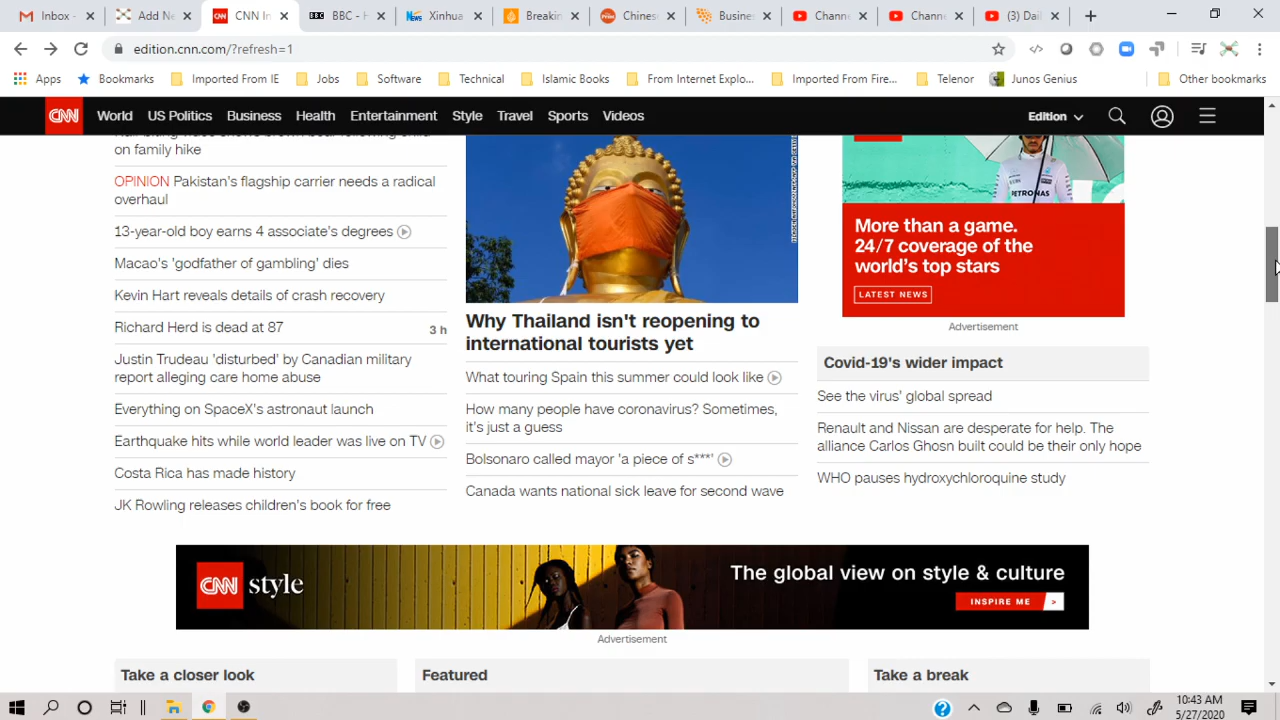 Inbox -
Add Ne
CNN In
BBC - H
Xinhua
Breakin
Chines
Busine
Chann
Chann
(3) Dai
edition.cnn.com/?refresh=1
Apps
Bookmarks
Imported From IE
Jobs
Software
Technical
Islamic Books
From Internet Explo...
Imported From Fire...
Telenor
Junos Genius
Other bookmarks
CNN
World
US Politics
Business
Health
Entertainment
Style
Travel
Sports
Videos
Edition
on family hike
OPINION Pakistan's flagship carrier needs a radical
overhaul
13-year-old boy earns 4 associate's degrees
Macao's 'godfather of gambling' dies
Kevin Hart reveals details of crash recovery
Richard Herd is dead at 87
3 h
Justin Trudeau 'disturbed' by Canadian military
report alleging care home abuse
Everything on SpaceX's astronaut launch
Earthquake hits while world leader was live on TV
Costa Rica has made history
JK Rowling releases children's book for free
Why Thailand isn't reopening to
international tourists yet
What touring Spain this summer could look like
How many people have coronavirus? Sometimes,
it's just a guess
Bolsonaro called mayor 'a piece of s***'
Canada wants national sick leave for second wave
PETRONAS
More than a game.
24/7 coverage of the
world's top stars
LATEST NEWS
Advertisement
Covid-19's wider impact
See the virus' global spread
Renault and Nissan are desperate for help. The
alliance Carlos Ghosn built could be their only hope
WHO pauses hydroxychloroquine study
CNN style
The global view on style & culture
INSPIRE ME >
Advertisement
Take a closer look
Featured
Take a break
10:43 AM
5/27/2020